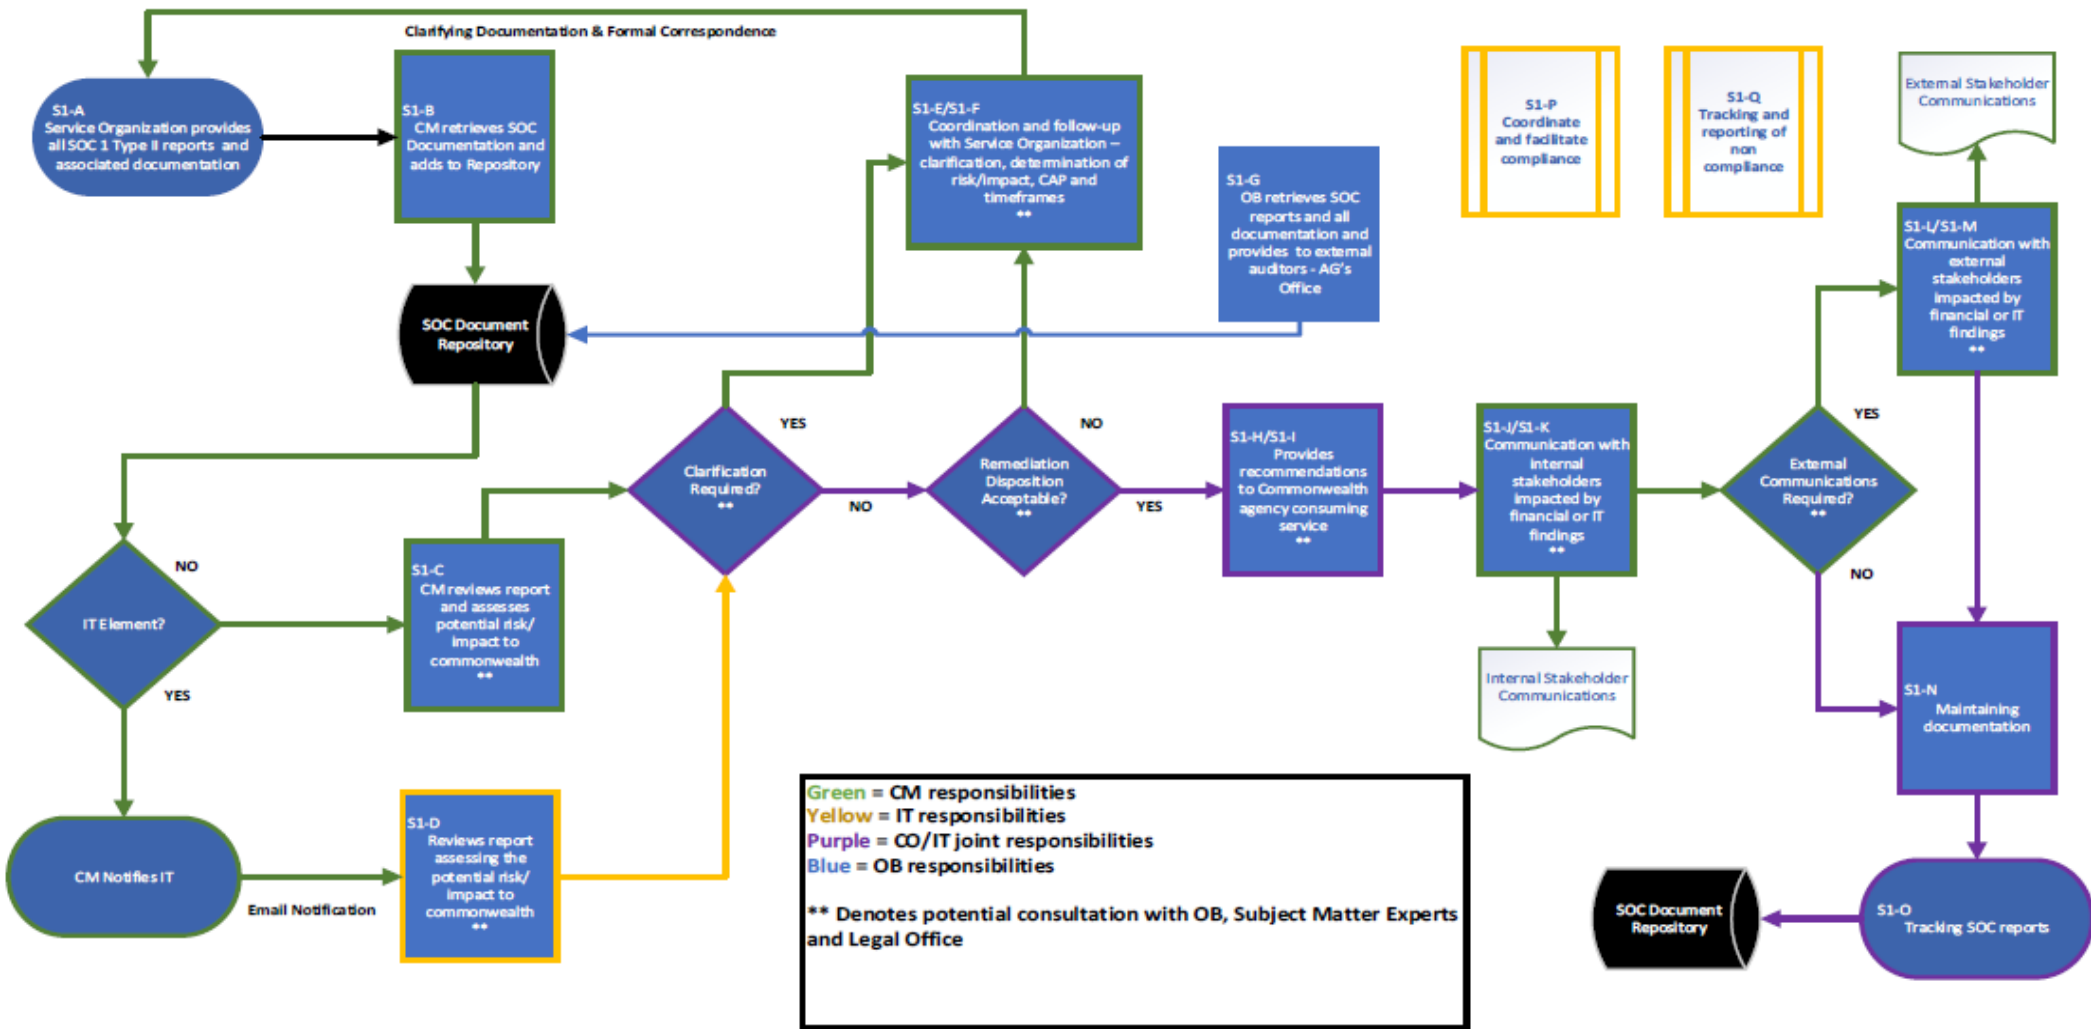 Clarifying Documentation & Formal Correspondence
S1-A
Service Organization provides
all SOC 1 Type II reports and
associated documentation
S1-B
CM retrieves SOC
Documentation and
adds to Repository
SOC Document
Repository
S1-E/S1-F
Coordination and follow-up
with Service Organization –
clarification, determination of
risk/impact, CAP and
timeframes
**
S1-G
OB retrieves SOC
reports and all
documentation and
provides to external
auditors - AG's
Office
S1-P
Coordinate
and facilitate
compliance
S1-Q
Tracking and
reporting of
non
compliance
External Stakeholder
Communications
S1-L/S1-M
Communication with
external
stakeholders
impacted by
financial or IT
findings
**
IT Element?
NO
YES
S1-C
CM reviews report
and assesses
potential risk/
impact to
commonwealth
**
Clarification
Required?
**
YES
NO
Remediation
Disposition
Acceptable?
**
NO
YES
S1-H/S1-I
Provides
recommendations
to Commonwealth
agency consuming
service
**
S1-J/S1-K
Communication with
internal
stakeholders
impacted by
financial or IT
findings
**
Internal Stakeholder
Communications
External
Communications
Required?
**
YES
NO
S1-N
Maintaining
documentation
CM Notifies IT
Email Notification
S1-D
Reviews report
assessing the
potential risk/
impact to
commonwealth
**
Green = CM responsibilities
Yellow = IT responsibilities
Purple = CO/IT joint responsibilities
Blue = OB responsibilities
** Denotes potential consultation with OB, Subject Matter Experts
and Legal Office
SOC Document
Repository
S1-O
Tracking SOC reports